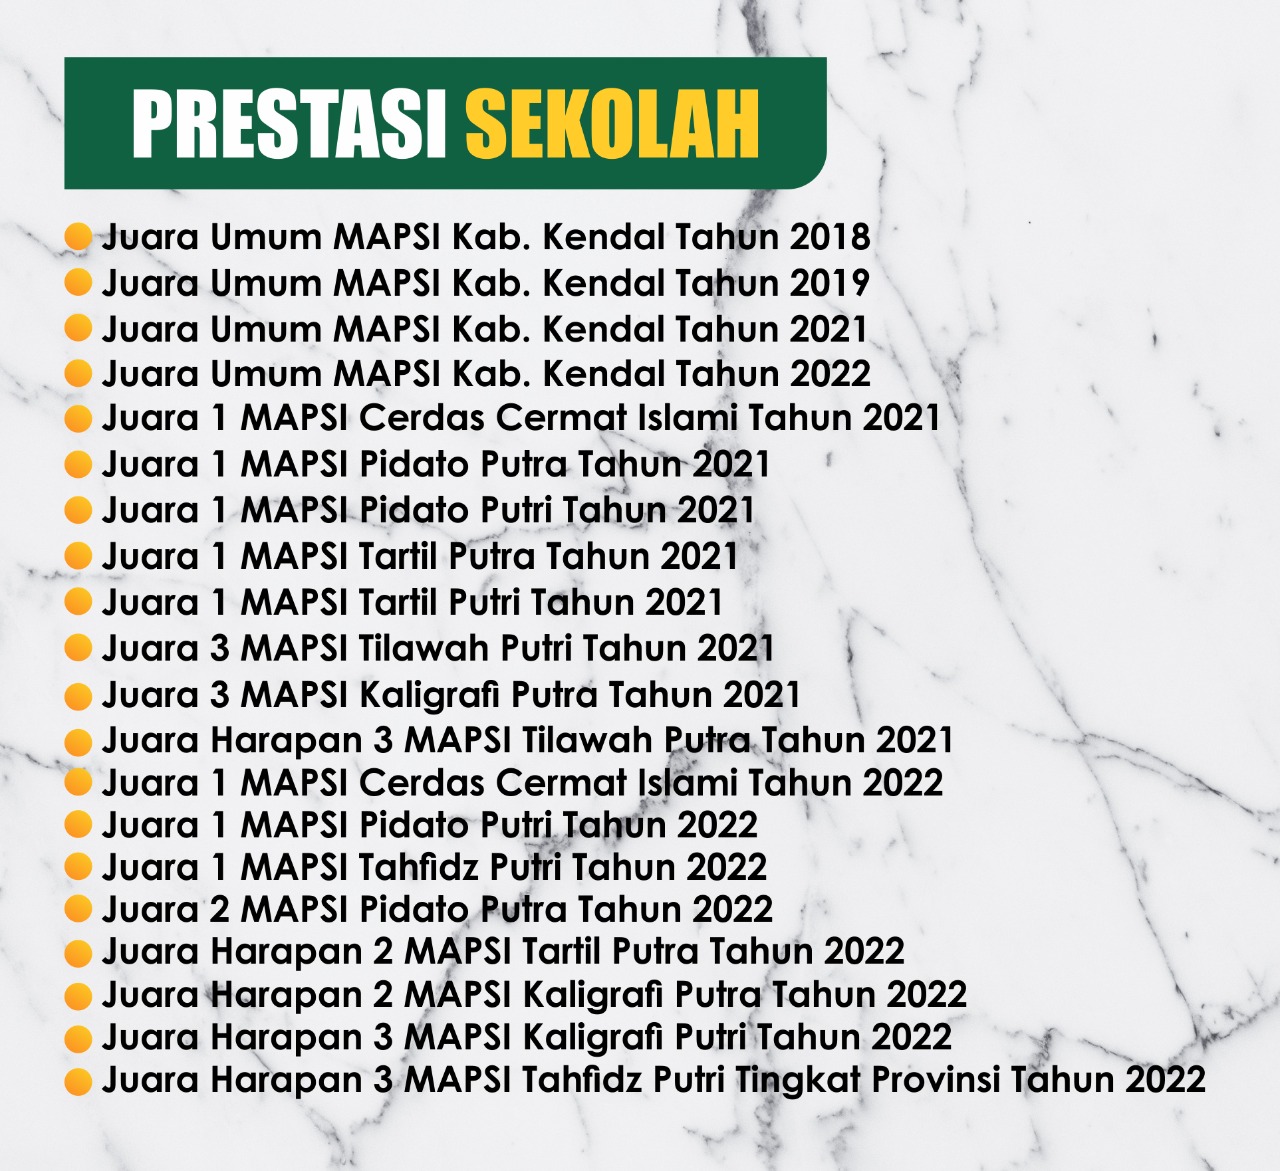 PRESTASI SEKOLAH
Juara Umum MAPSI Kab. Kendal Tahun 2018
Juara Umum MAPSI Kab. Kendal Tahun 2019
Juara Umum MAPSI Kab. Kendal Tahun 2021
Juara Umum MAPSI Kab. Kendal Tahun 2022
Juara 1 MAPSI Cerdas Cermat Islami Tahun 2021
Juara 1 MAPSI Pidato Putra Tahun 2021
Juara 1 MAPSI Pidato Putri Tahun 2021
Juara 1 MAPSI Tartil Putra Tahun 2021
Juara 1 MAPSI Tartil Putri Tahun 2021
Juara 3 MAPSI Tilawah Putri Tahun 2021
Juara 3 MAPSI Kaligrafi Putra Tahun 2021
Juara Harapan 3 MAPSI Tilawah Putra Tahun 2021
Juara 1 MAPSI Cerdas Cermat Islami Tahun 2022
Juara 1 MAPSI Pidato Putri Tahun 2022
Juara 1 MAPSI Tahfidz Putri Tahun 2022
Juara 2 MAPSI Pidato Putra Tahun 2022
Juara Harapan 2 MAPSI Tartil Putra Tahun 2022
Juara Harapan 2 MAPSI Kaligrafi Putra Tahun 2022
Juara Harapan 3 MAPSI Kaligrafi Putri Tahun 2022
Juara Harapan 3 MAPSI Tahfidz Putri Tingkat Provinsi Tahun 2022